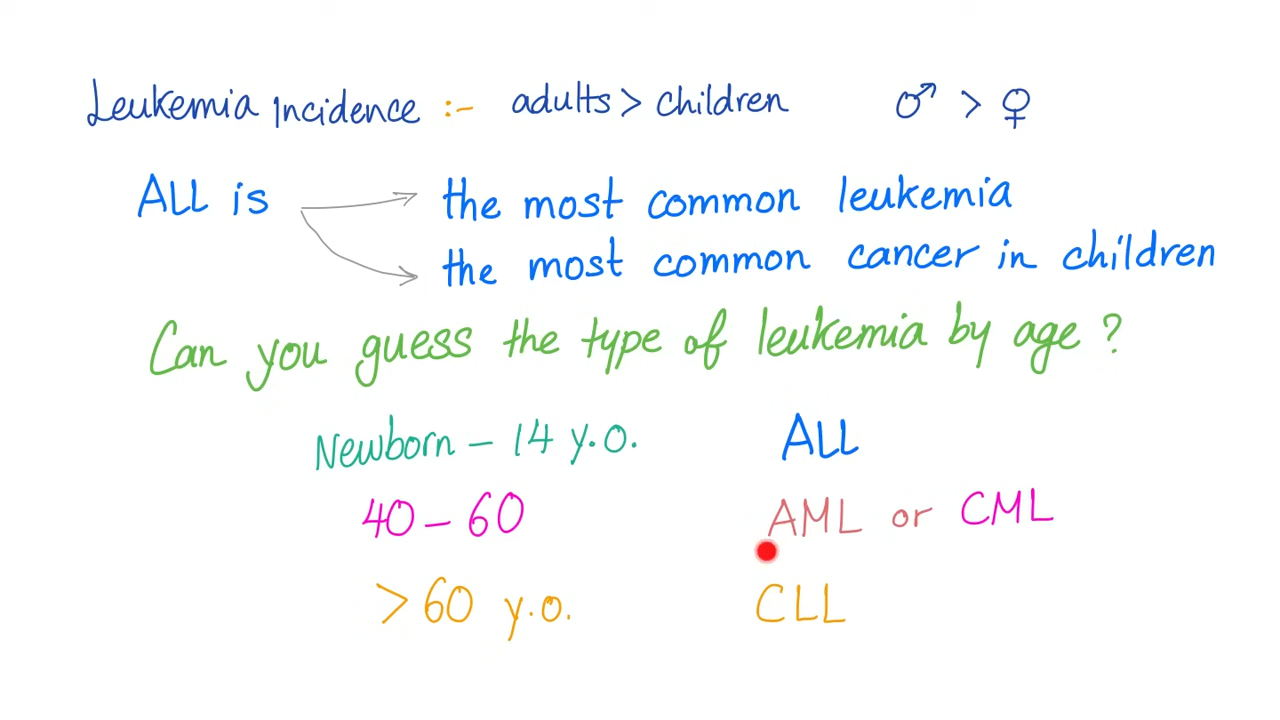 Leukemia Incidence :- adults > children ♂ > ♀
ALL is the most common leukemia
the most common cancer in children
Can you guess the type of leukemia by age ?
Newborn - 14 y.o. ALL
40 - 60 AML or CML
> 60 y.o. CLL